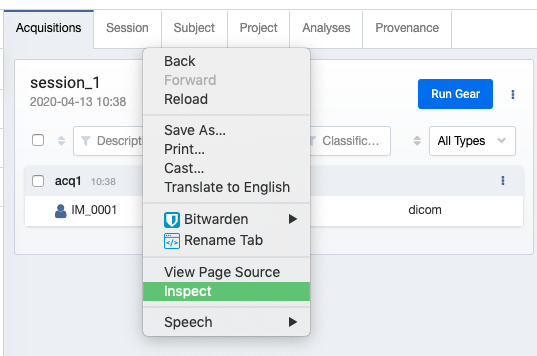 Acquisitions Session Subject Project Analyses Provenance
session_1
2020-04-13 10:38
Run Gear
Descript Classific... All Types
acq1 10:38
IM_0001 dicom
Back
Forward
Reload
Save As...
Print...
Cast...
Translate to English
Bitwarden
Rename Tab
View Page Source
Inspect
Speech